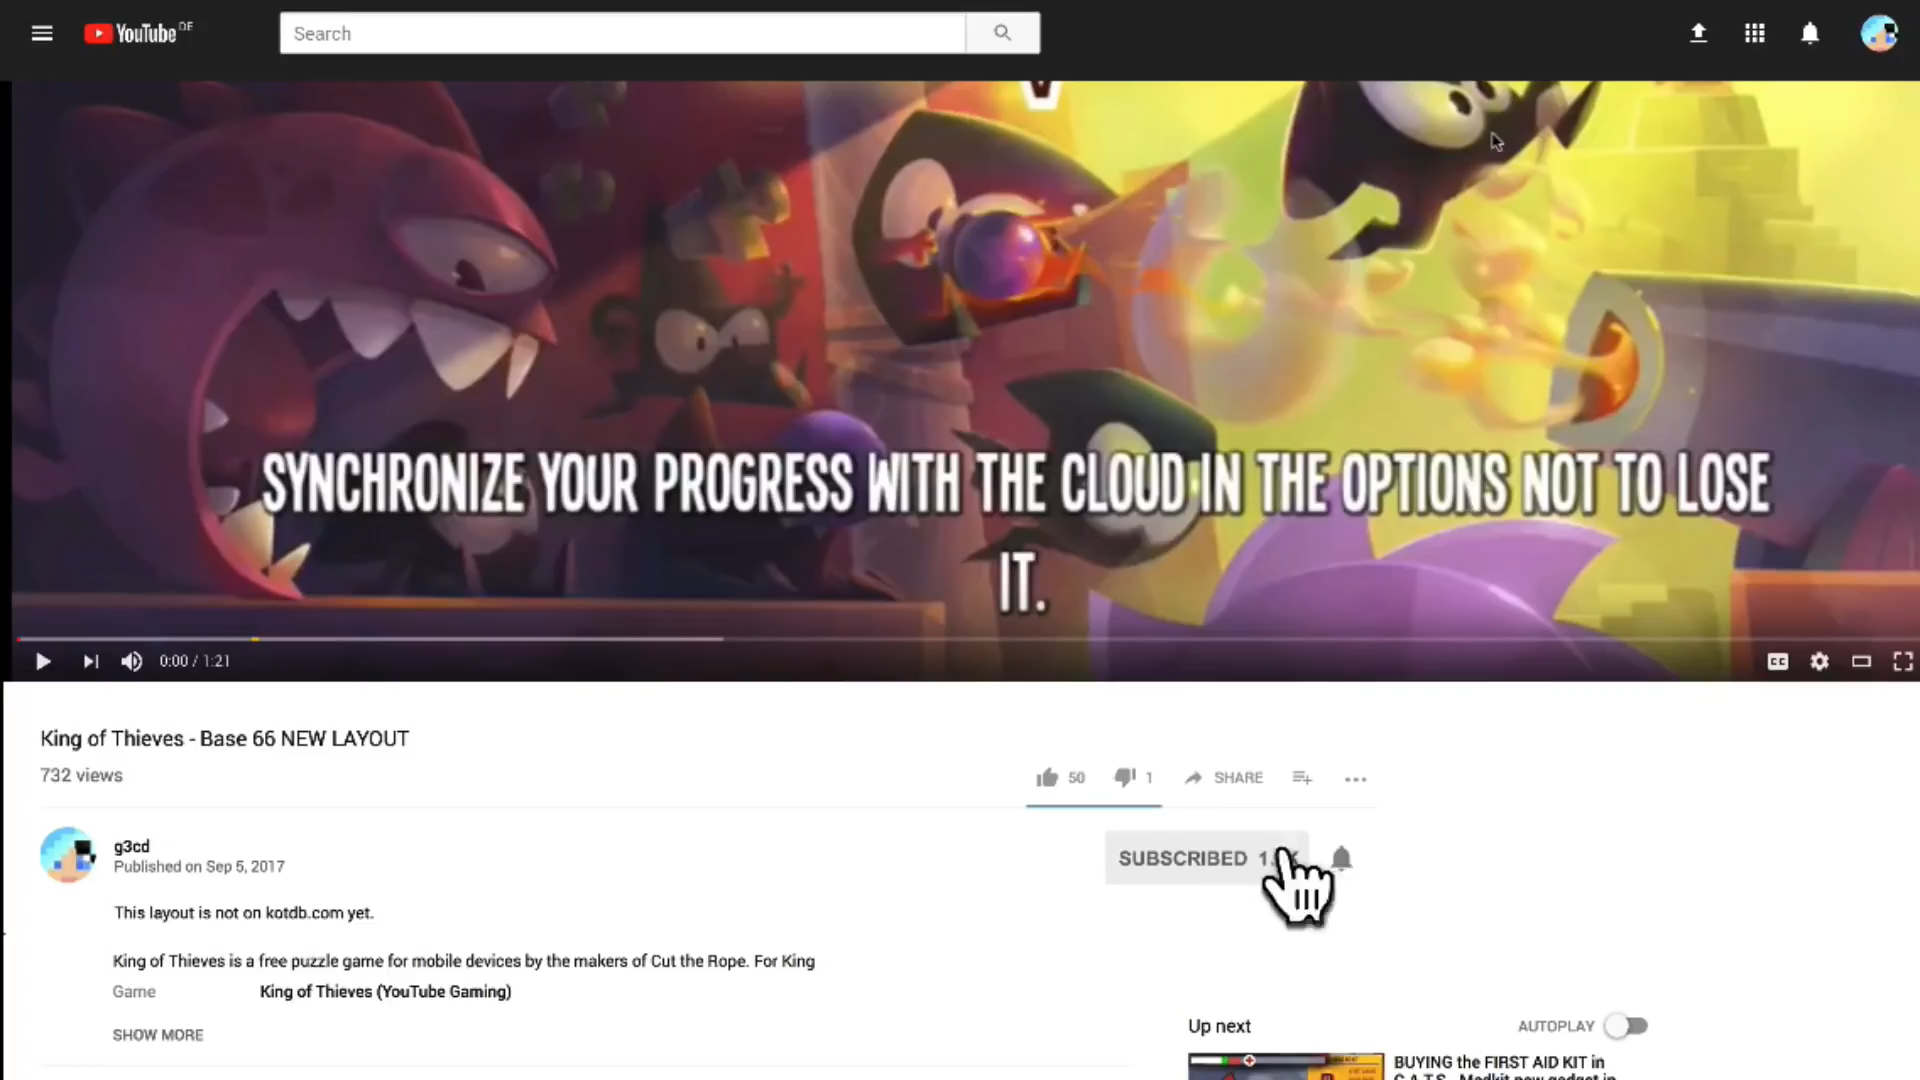 YouTube DE
Search
SYNCHRONIZE YOUR PROGRESS WITH THE CLOUD IN THE OPTIONS NOT TO LOSE
IT.
0:00 / 1:21
CC
King of Thieves - Base 66 NEW LAYOUT
732 views
50
1
SHARE
g3cd
Published on Sep 5, 2017
SUBSCRIBED
This layout is not on kotdb.com yet.
King of Thieves is a free puzzle game for mobile devices by the makers of Cut the Rope. For King
Game King of Thieves (YouTube Gaming)
SHOW MORE
Up next
AUTOPLAY
BUYING the FIRST AID KIT in